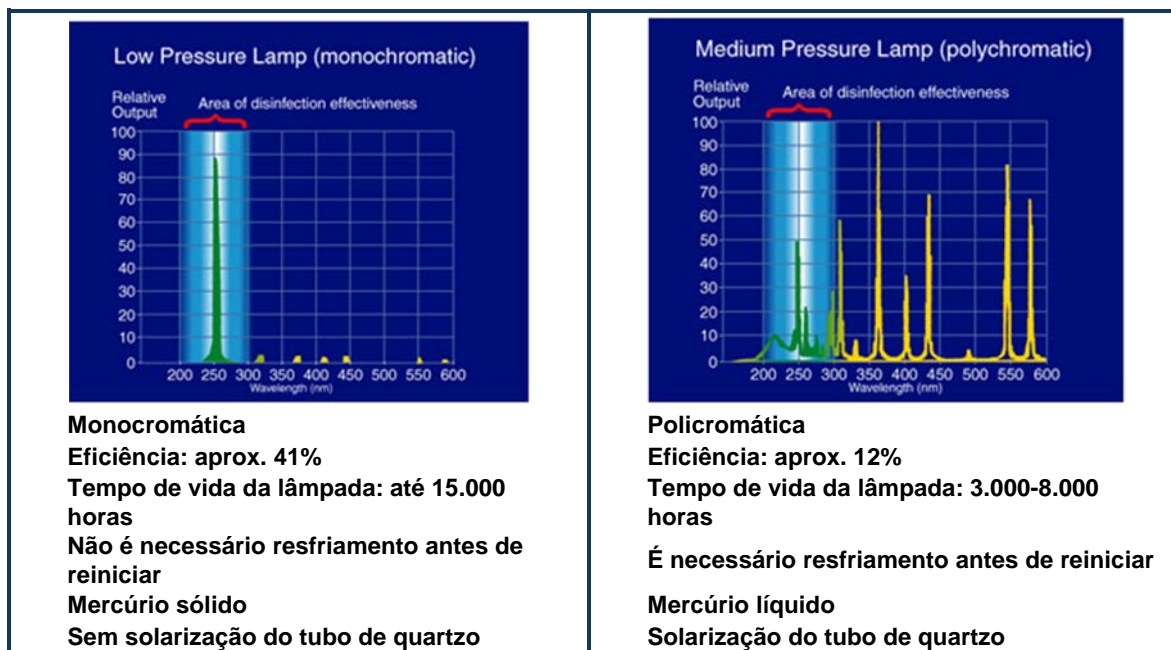 Low Pressure Lamp (monochromatic)
Relative
Output
Area of disinfection effectiveness
100
90
80
70
60
50
40
30
20
10
0
200 250 300 350 400 450 500 550 600
Wavelength (nm)
Monocromática
Eficiência: aprox. 41%
Tempo de vida da lâmpada: até 15.000
horas
Não é necessário resfriamento antes de
reiniciar
Mercúrio sólido
Sem solarização do tubo de quartzo
Medium Pressure Lamp (polychromatic)
Relative
Output
Area of disinfection effectiveness
100
90
80
70
60
50
40
30
20
10
0
200 250 300 350 400 450 500 550 600
Wavelength (nm)
Policromática
Eficiência: aprox. 12%
Tempo de vida da lâmpada: 3.000-8.000
horas
É necessário resfriamento antes de reiniciar
Mercúrio líquido
Solarização do tubo de quartzo